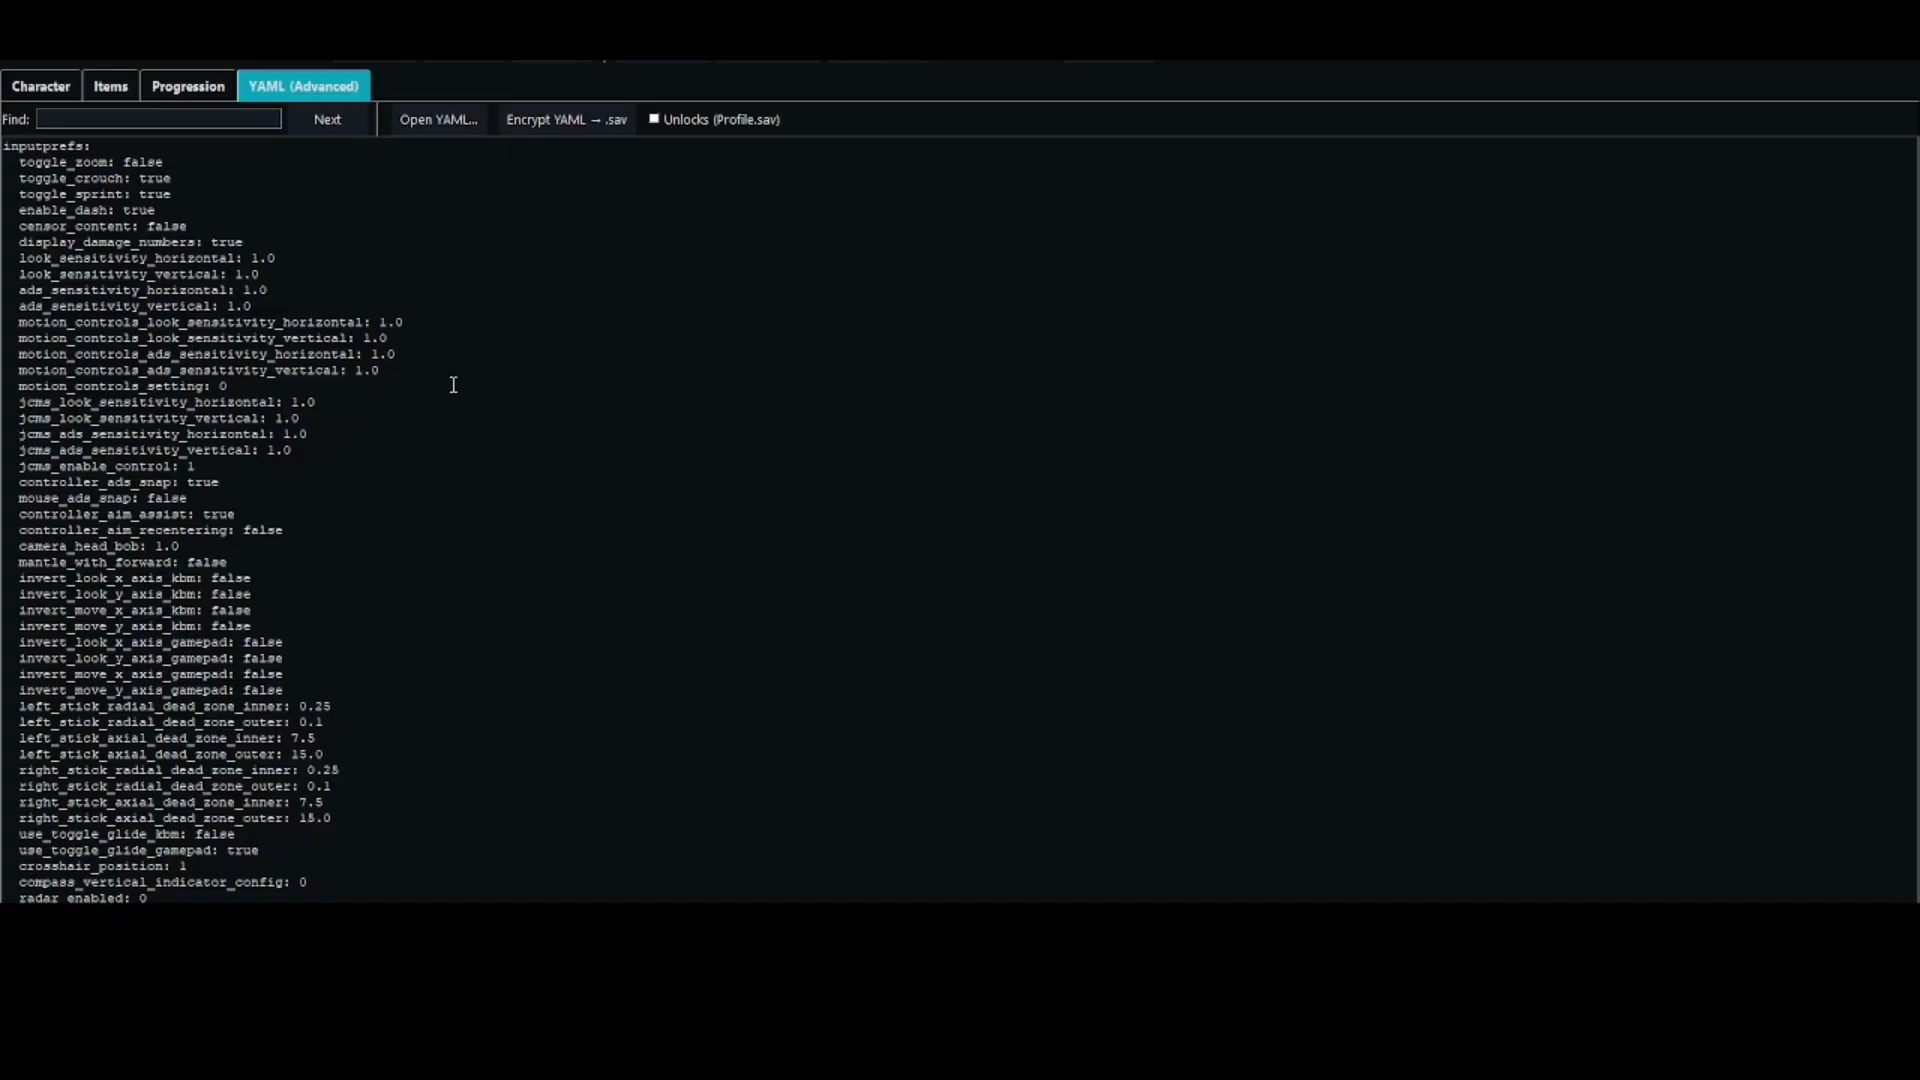 Character Items Progression YAML (Advanced)
Find: Next Open YAML... Encrypt YAML → .sav Unlocks (Profile.sav)
inputprefs:
toggle_zoom: false
toggle_crouch: true
toggle_sprint: true
enable_dash: true
censor_content: false
display_damage_numbers: true
look_sensitivity_horizontal: 1.0
look_sensitivity_vertical: 1.0
ads_sensitivity_horizontal: 1.0
ads_sensitivity_vertical: 1.0
motion_controls_look_sensitivity_horizontal: 1.0
motion_controls_look_sensitivity_vertical: 1.0
motion_controls_ads_sensitivity_horizontal: 1.0
motion_controls_ads_sensitivity_vertical: 1.0
motion_controls_setting: 0
jcms_look_sensitivity_horizontal: 1.0
jcms_look_sensitivity_vertical: 1.0
jcms_ads_sensitivity_horizontal: 1.0
jcms_ads_sensitivity_vertical: 1.0
jcms_enable_control: 1
controller_ads_snap: true
mouse_ads_snap: false
controller_aim_assist: true
controller_aim_recentering: false
camera_head_bob: 1.0
mantle_with_forward: false
invert_look_x_axis_kbm: false
invert_look_y_axis_kbm: false
invert_move_x_axis_kbm: false
invert_move_y_axis_kbm: false
invert_look_x_axis_gamepad: false
invert_look_y_axis_gamepad: false
invert_move_x_axis_gamepad: false
invert_move_y_axis_gamepad: false
left_stick_radial_dead_zone_inner: 0.25
left_stick_radial_dead_zone_outer: 0.1
left_stick_axial_dead_zone_inner: 7.5
left_stick_axial_dead_zone_outer: 15.0
right_stick_radial_dead_zone_inner: 0.25
right_stick_radial_dead_zone_outer: 0.1
right_stick_axial_dead_zone_inner: 7.5
right_stick_axial_dead_zone_outer: 15.0
use_toggle_glide_kbm: false
use_toggle_glide_gamepad: true
crosshair_position: 1
compass_vertical_indicator_config: 0
radar_enabled: 0